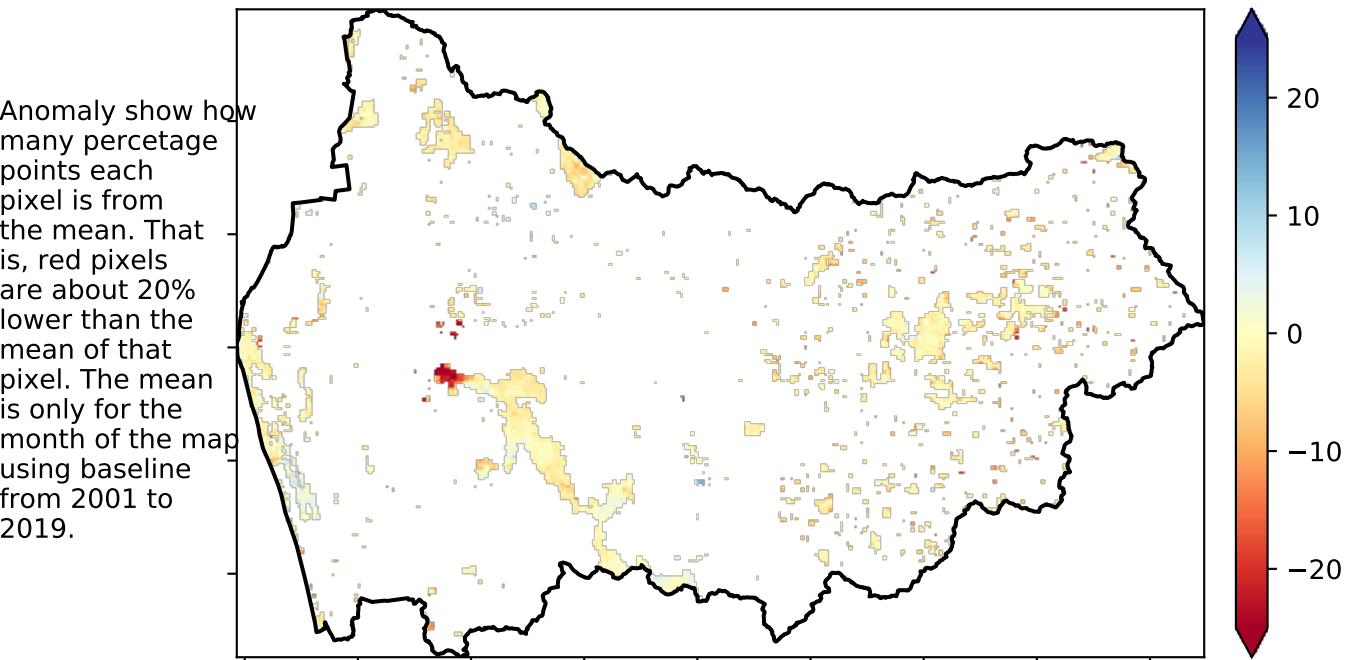 Anomaly show how
many percetage
points each
pixel is from
the mean. That
is, red pixels
are about 20%
lower than the
mean of that
pixel. The mean
is only for the
month of the map
using baseline
from 2001 to
2019.
20
10
0
−10
−20